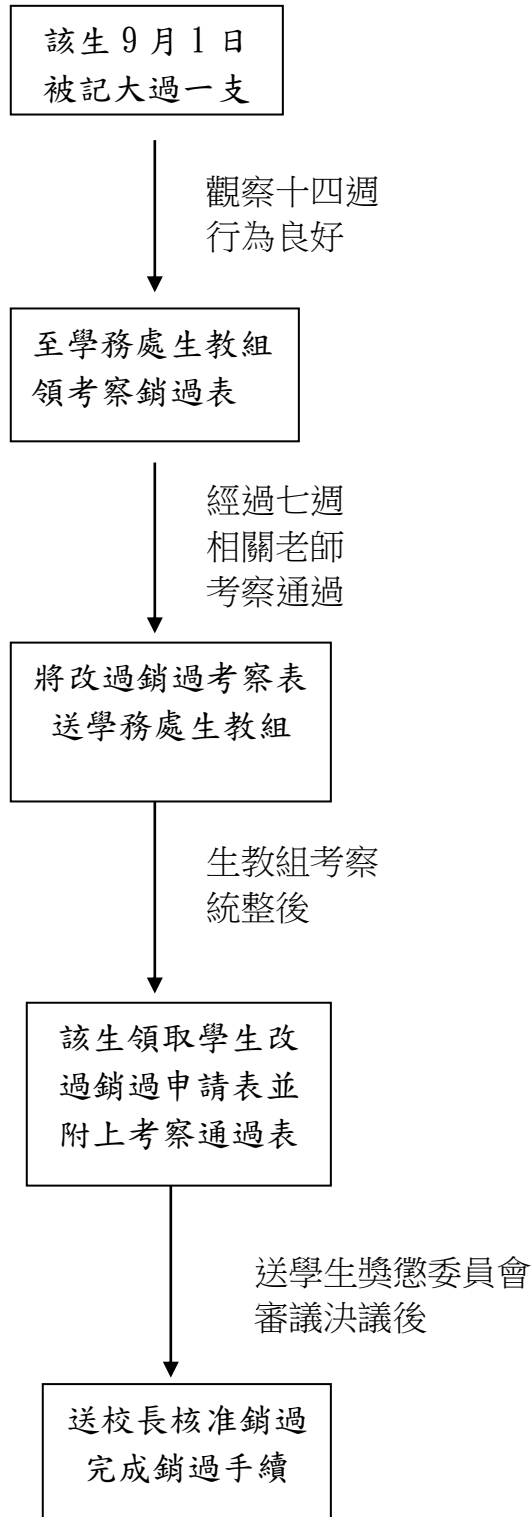 該生9月1日
被記大過一支
觀察十四週
行為良好
至學務處生教組
領考察銷過表
經過七週
相關老師
考察通過
將改過銷過考察表
送學務處生教組
生教組考察
統整後
該生領取學生改
過銷過申請表並
附上考察通過表
送學生獎懲委員會
審議決議後
送校長核准銷過
完成銷過手續